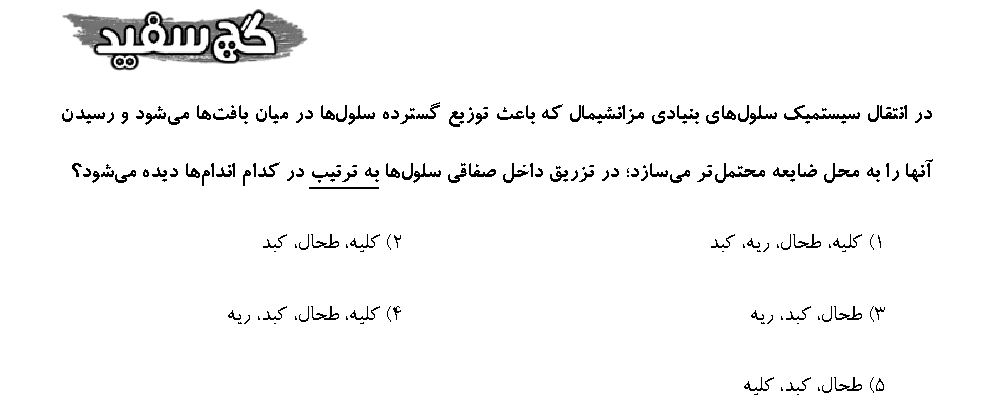 گچ سفید
در انتقال سیستمیک سلول‌های بنیادی مزانشیمال که باعث توزیع گسترده سلول‌ها در میان بافت‌ها می‌شود و رسیدن
آنها را به محل ضایعه محتمل‌تر می‌سازد؛ در تزریق داخل صفاقی سلول‌ها به ترتیب در کدام اندام‌ها دیده می‌شود؟
۱) کلیه، طحال، ریه، کبد
۲) کلیه، طحال، کبد
۳) طحال، کبد، ریه
۴) کلیه، طحال، کبد، ریه
۵) طحال، کبد، کلیه